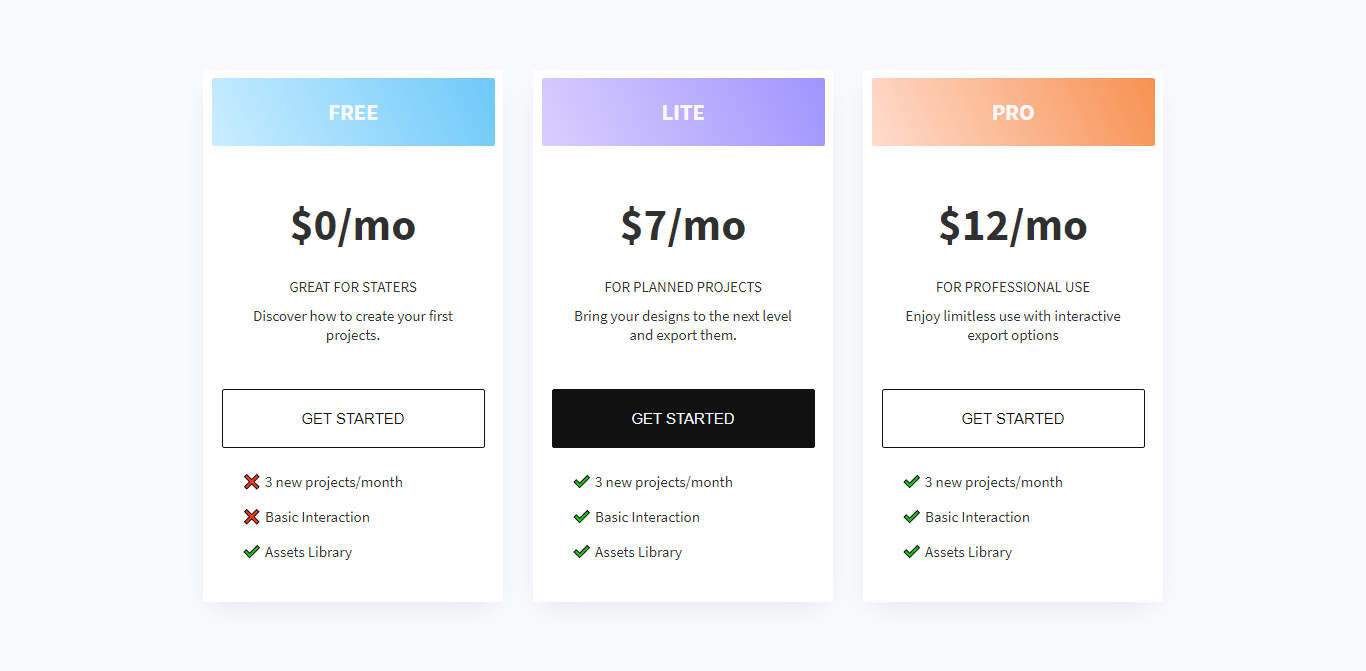 FREE
$0/mo
GREAT FOR STATERS
Discover how to create your first
projects.
GET STARTED
3 new projects/month
Basic Interaction
Assets Library
LITE
$7/mo
FOR PLANNED PROJECTS
Bring your designs to the next level
and export them.
GET STARTED
3 new projects/month
Basic Interaction
Assets Library
PRO
$12/mo
FOR PROFESSIONAL USE
Enjoy limitless use with interactive
export options
GET STARTED
3 new projects/month
Basic Interaction
Assets Library